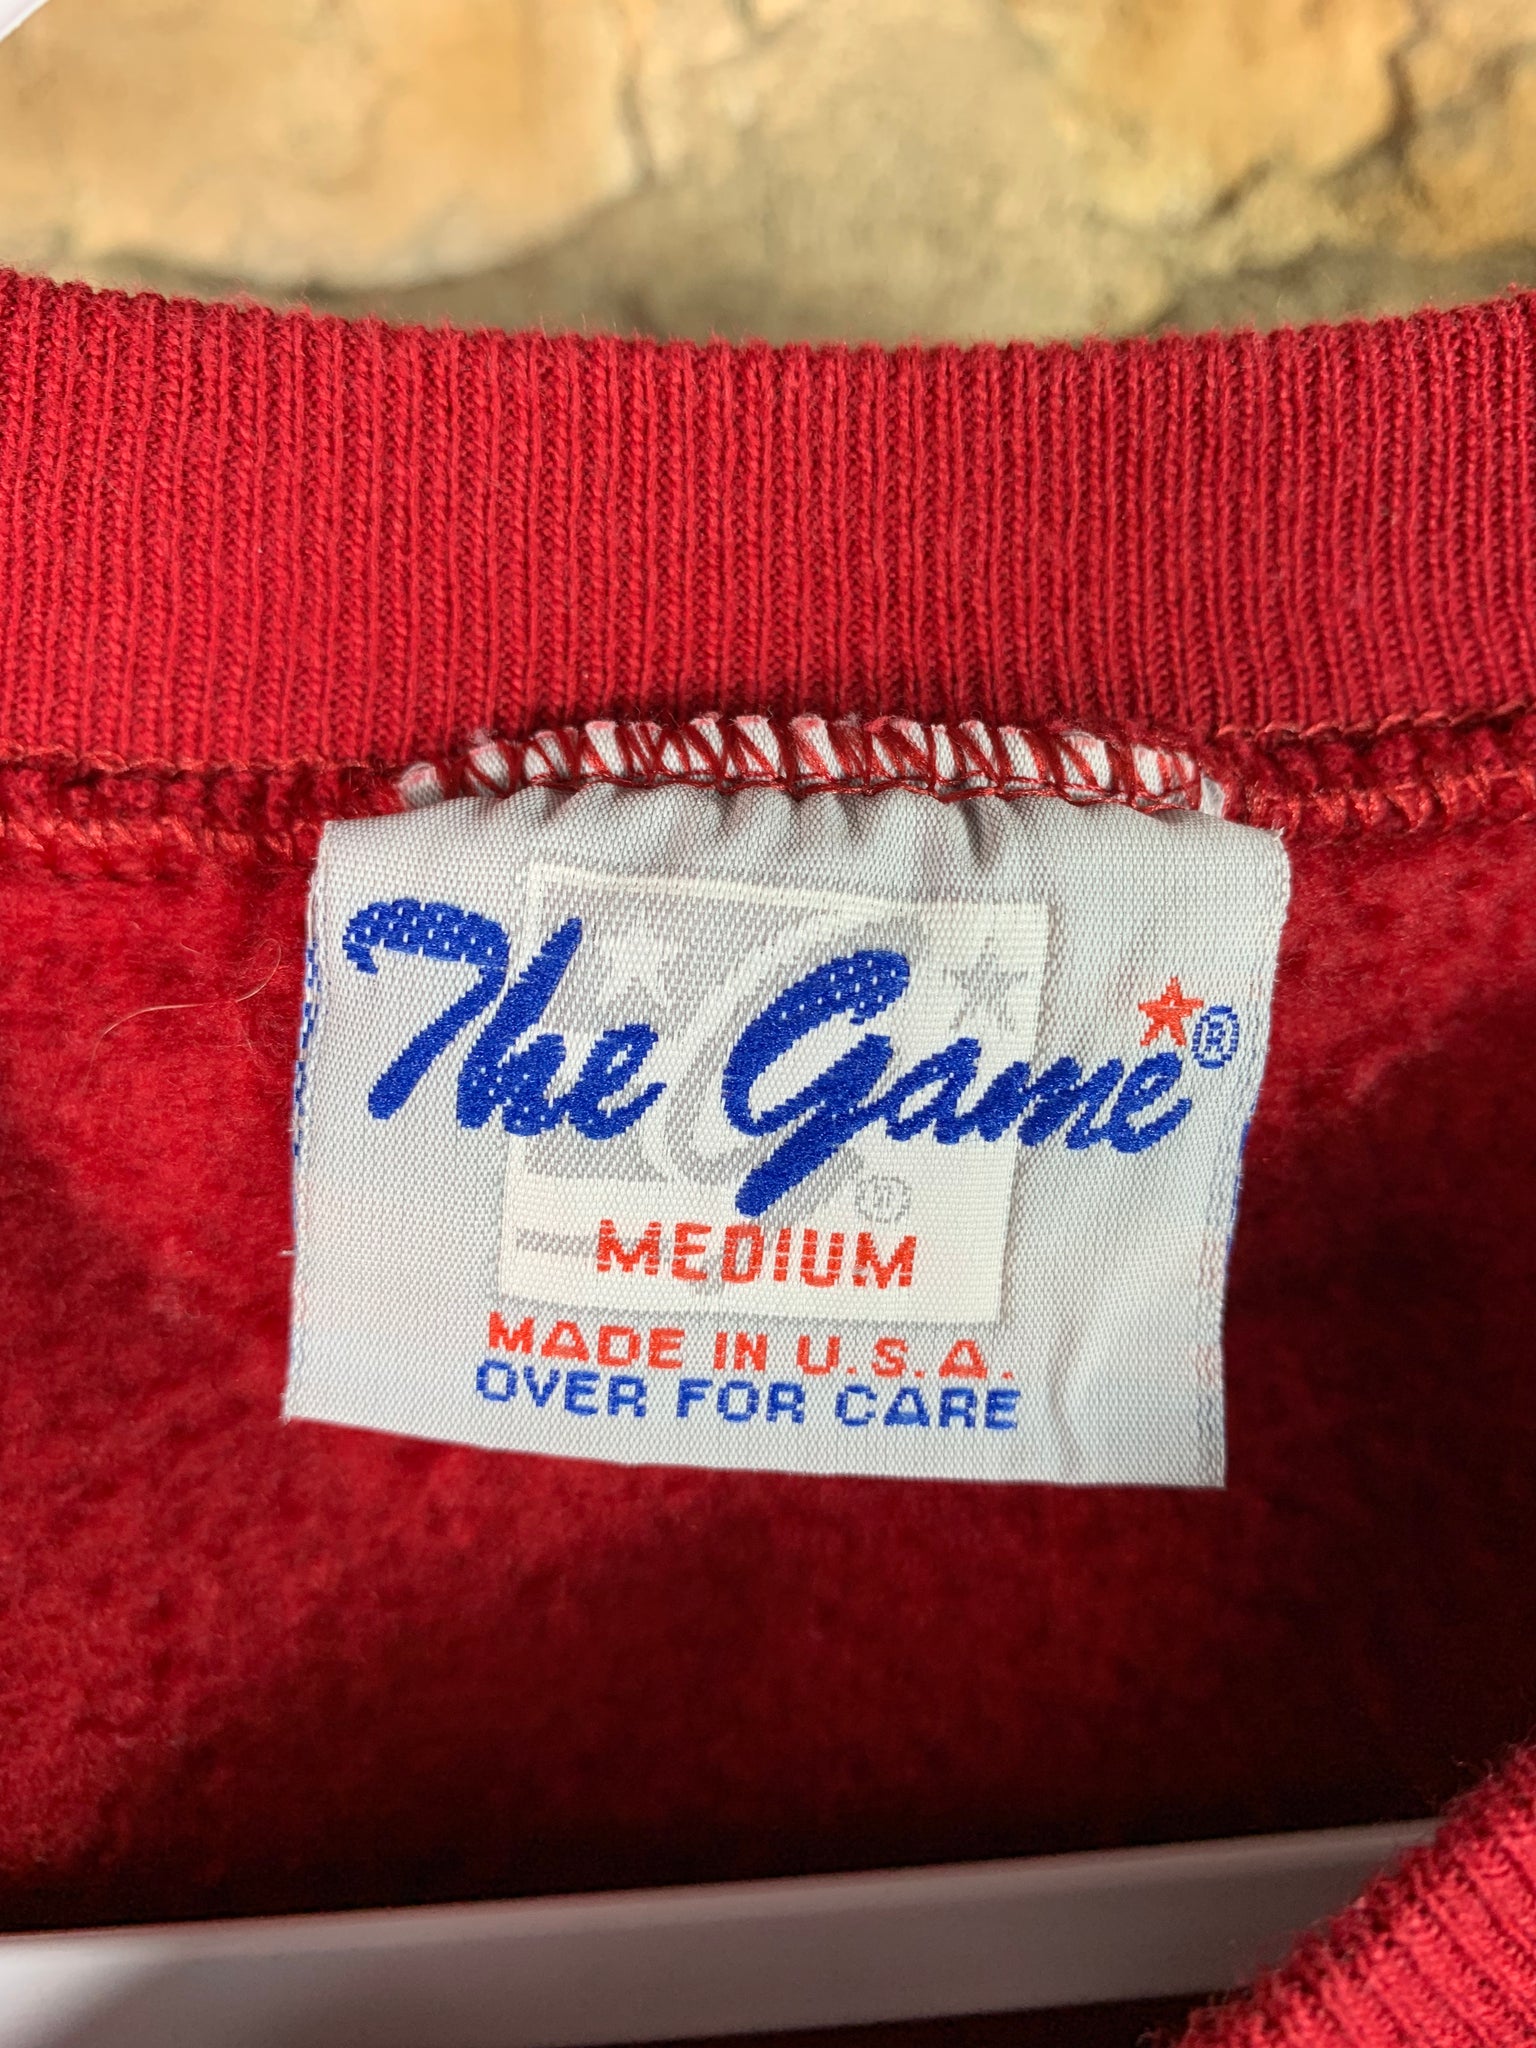 The Game®
®
MEDIUM
MADE IN U.S.A.
OVER FOR CARE